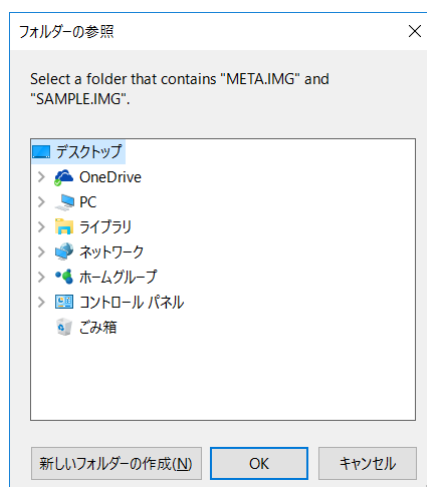 フォルダーの参照
Select a folder that contains "META.IMG" and
"SAMPLE.IMG".
デスクトップ
OneDrive
PC
ライブラリ
ネットワーク
ホームグループ
コントロール パネル
ごみ箱
新しいフォルダーの作成(N) OK キャンセル